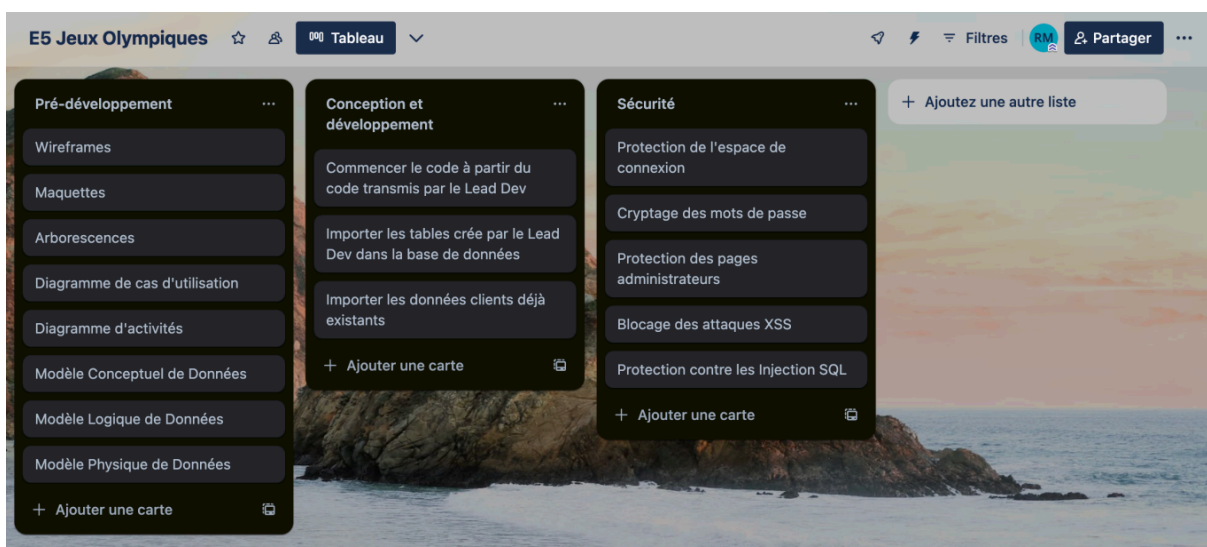 E5 Jeux Olympiques
Tableau
Filtres
RM
Partager
Pré-développement
Wireframes
Maquettes
Arborescences
Diagramme de cas d'utilisation
Diagramme d'activités
Modèle Conceptuel de Données
Modèle Logique de Données
Modèle Physique de Données
Ajouter une carte
Conception et
développement
Commencer le code à partir du
code transmis par le Lead Dev
Importer les tables crée par le Lead
Dev dans la base de données
Importer les données clients déjà
existants
Ajouter une carte
Sécurité
Protection de l'espace de
connexion
Cryptage des mots de passe
Protection des pages
administrateurs
Blocage des attaques XSS
Protection contre les Injection SQL
Ajouter une carte
Ajoutez une autre liste